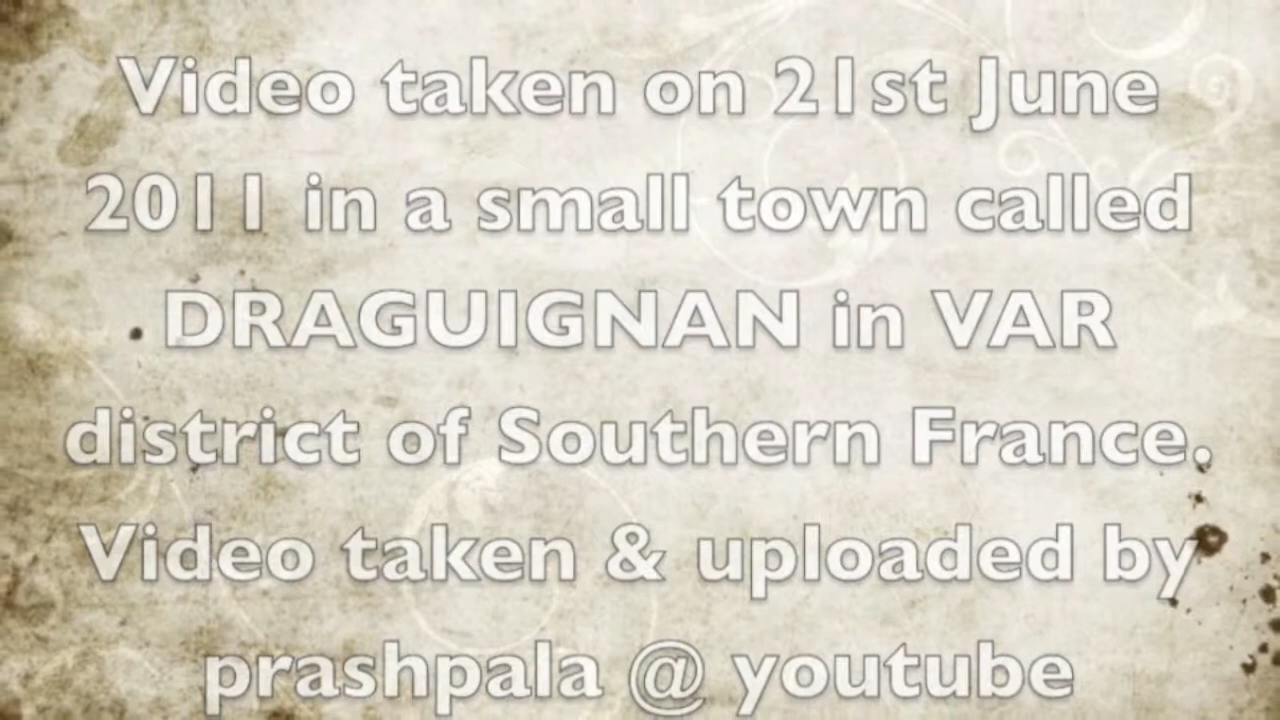 Video taken on 21st June
2011 in a small town called
DRAGUIGNAN in VAR
district of Southern France.
Video taken & uploaded by
prashpala @ youtube